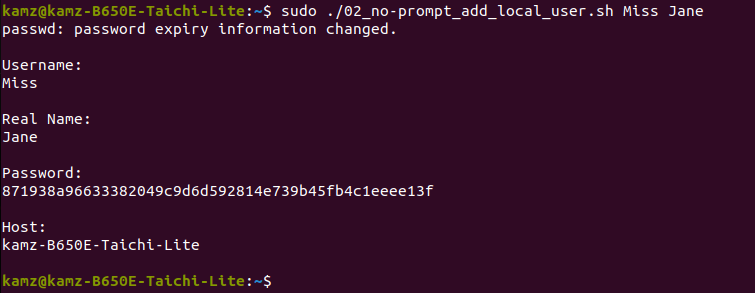 kamz@kamz-B650E-Taichi-Lite:~$ sudo ./02_no-prompt_add_local_user.sh Miss Jane
passwd: password expiry information changed.
Username:
Miss
Real Name:
Jane
Password:
871938a96633382049c9d6d592814e739b45fb4c1eeee13f
Host:
kamz-B650E-Taichi-Lite
kamz@kamz-B650E-Taichi-Lite:~$